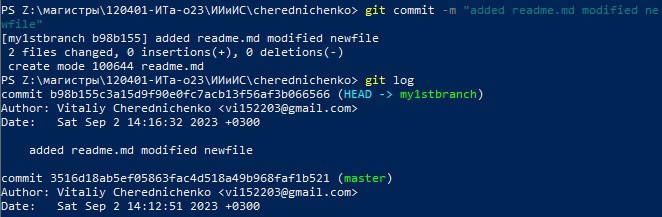 PS Z:\магистры\120401-ИТа-о23\ИИиИС\cherednichenko> git commit -m "added readme.md modified ne
wfile"
[my1stbranch b98b155] added readme.md modified newfile
 2 files changed, 0 insertions(+), 0 deletions(-)
 create mode 100644 readme.md
PS Z:\магистры\120401-ИТа-о23\ИИиИС\cherednichenko> git log
commit b98b155c3a15d9f90e0fc7acb13f56af3b066566 (HEAD -> my1stbranch)
Author: Vitaliy Cherednichenko <vi152203@gmail.com>
Date:   Sat Sep 2 14:16:32 2023 +0300
    added readme.md modified newfile
commit 3516d18ab5ef05863fac4d518a49b968faf1b521 (master)
Author: Vitaliy Cherednichenko <vi152203@gmail.com>
Date:   Sat Sep 2 14:12:51 2023 +0300